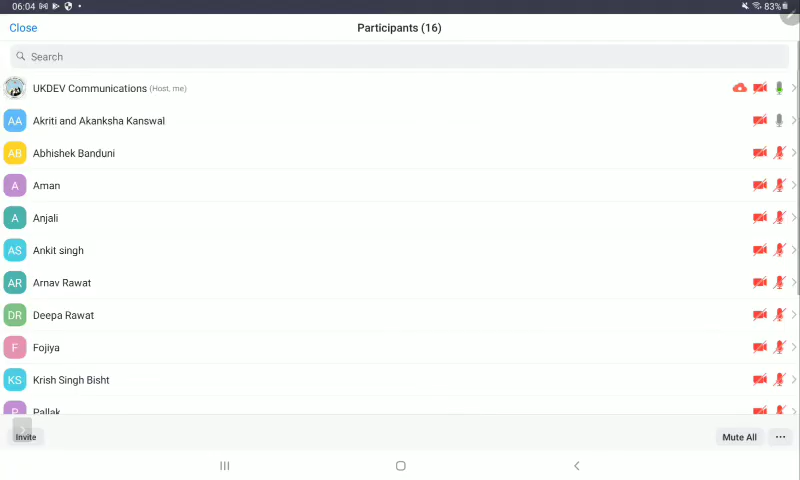 06:04
83%
Close
Participants (16)
Search
UKDEV Communications (Host, me)
AA Akriti and Akanksha Kanswal
AB Abhishek Banduni
A Aman
A Anjali
AS Ankit singh
AR Arnav Rawat
DR Deepa Rawat
F Fojiya
KS Krish Singh Bisht
P Pallak
Invite
Mute All